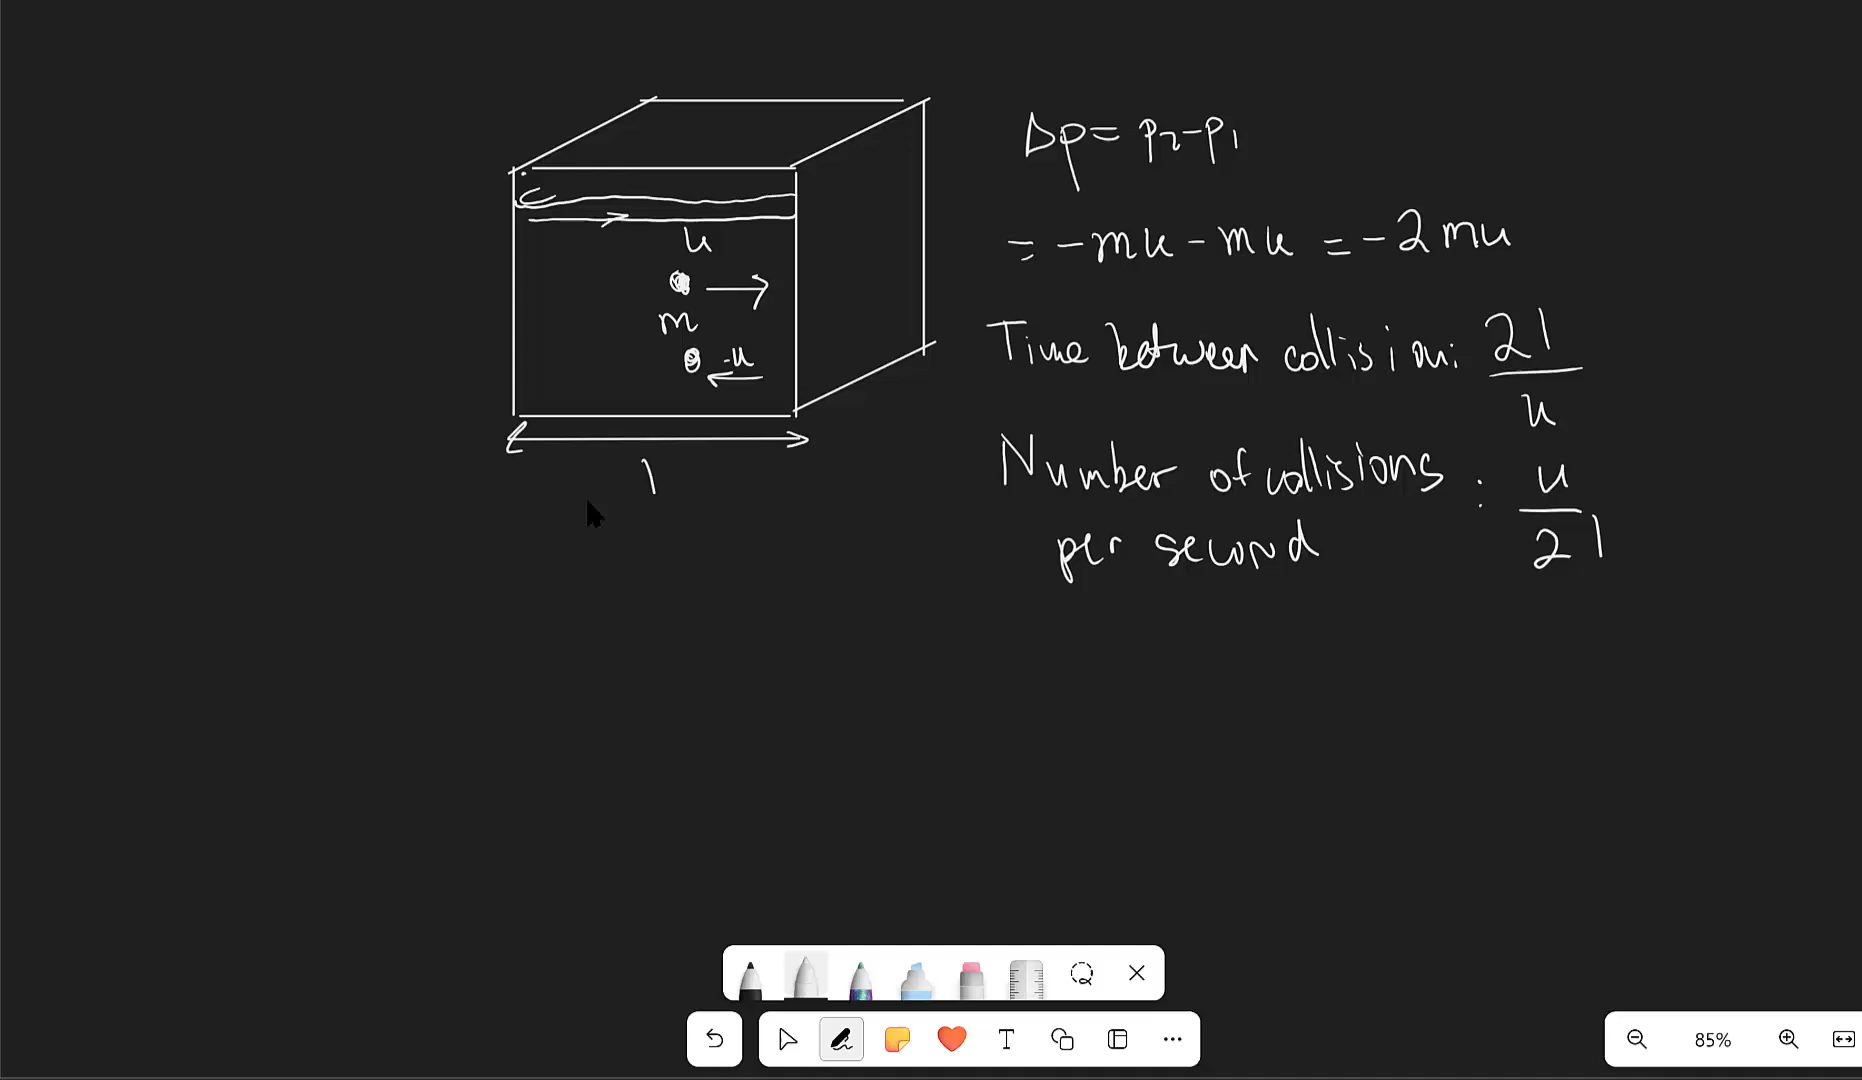 u
m
-u
l
Δp = p2 - p1
= -mu - mu = -2mu
Time between collision: 2l/u
Number of collisions : u/2l
per second
T
85%